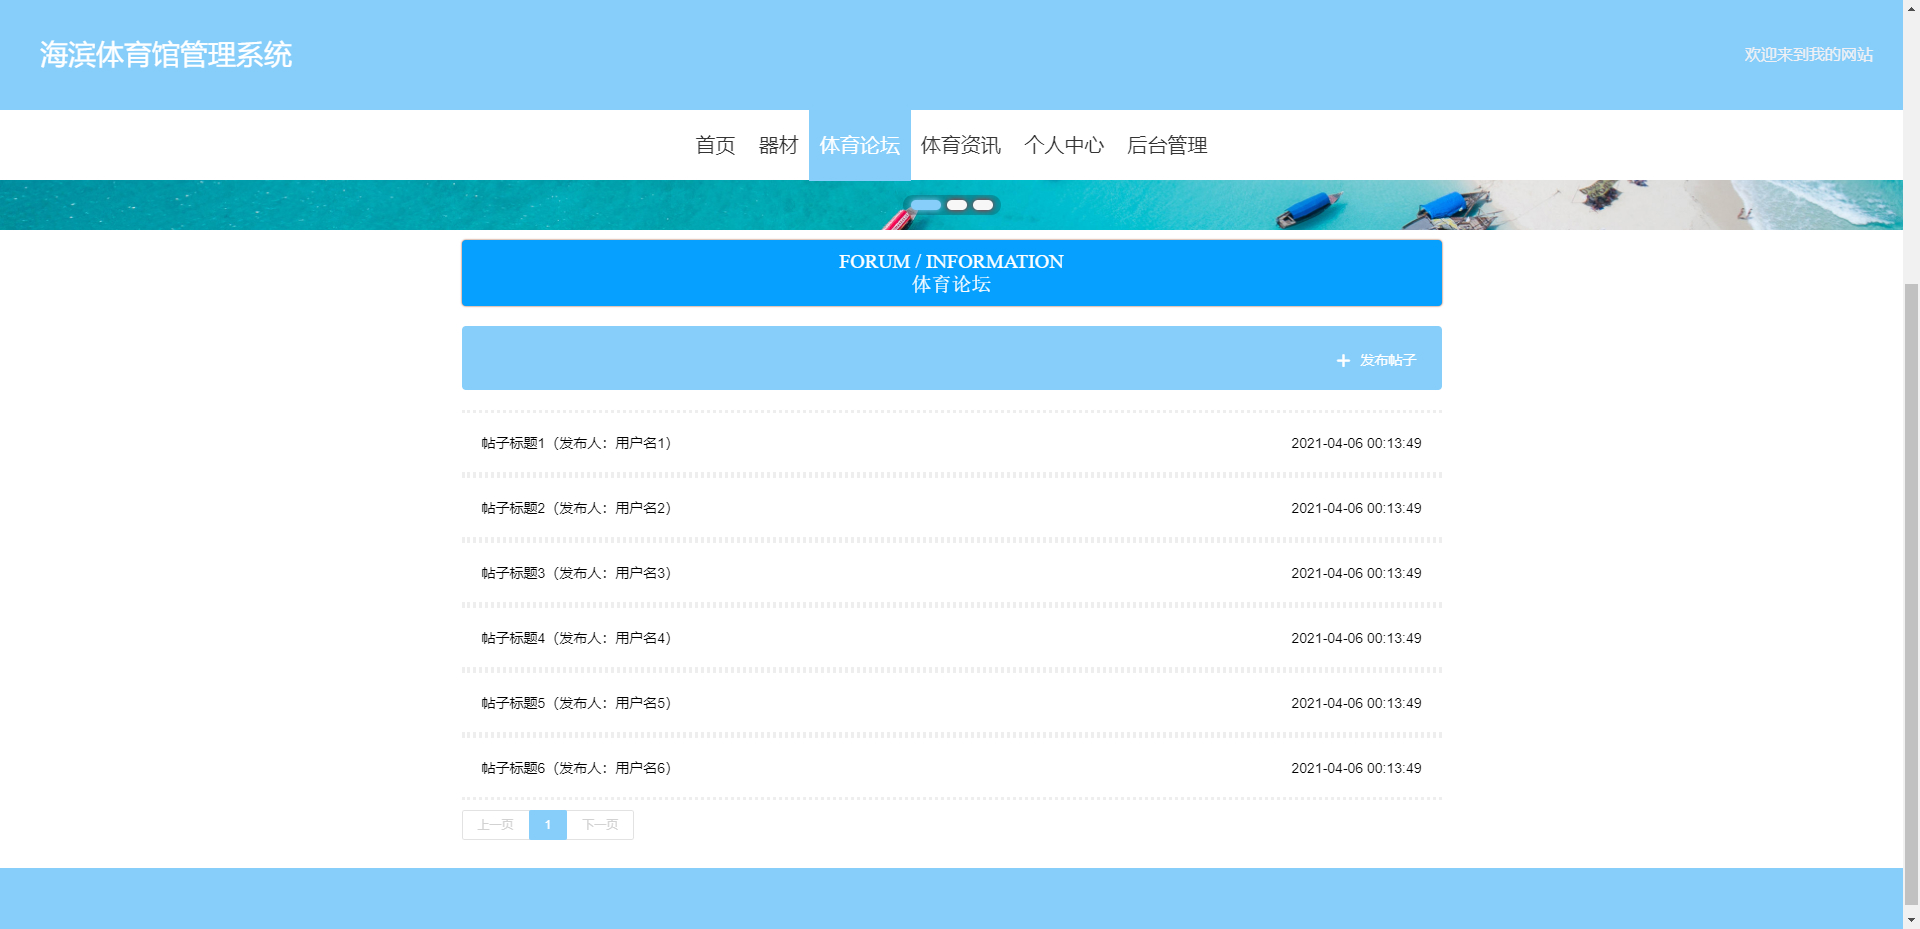 海滨体育馆管理系统
欢迎来到我的网站
首页 器材 体育论坛 体育资讯 个人中心 后台管理
FORUM / INFORMATION
体育论坛
+ 发布帖子
帖子标题1（发布人：用户名1） 2021-04-06 00:13:49
帖子标题2（发布人：用户名2） 2021-04-06 00:13:49
帖子标题3（发布人：用户名3） 2021-04-06 00:13:49
帖子标题4（发布人：用户名4） 2021-04-06 00:13:49
帖子标题5（发布人：用户名5） 2021-04-06 00:13:49
帖子标题6（发布人：用户名6） 2021-04-06 00:13:49
上一页 1 下一页